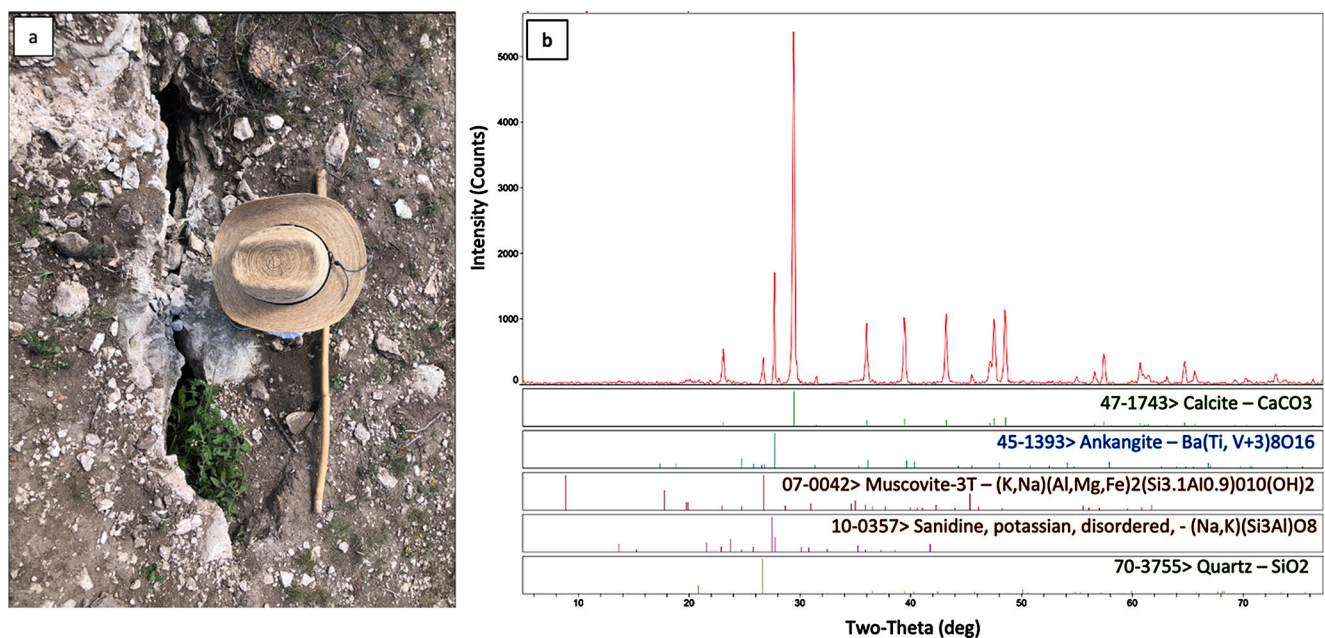 a
b
Intensity (Counts)
5000
4000
3000
2000
1000
0
47-1743> Calcite – CaCO3
45-1393> Ankangite – Ba(Ti, V+3)8O16
07-0042> Muscovite-3T – (K,Na)(Al,Mg,Fe)2(Si3.1Al0.9)010(OH)2
10-0357> Sanidine, potassian, disordered, - (Na,K)(Si3Al)O8
70-3755> Quartz – SiO2
10 20 30 40 50 60 70
Two-Theta (deg)